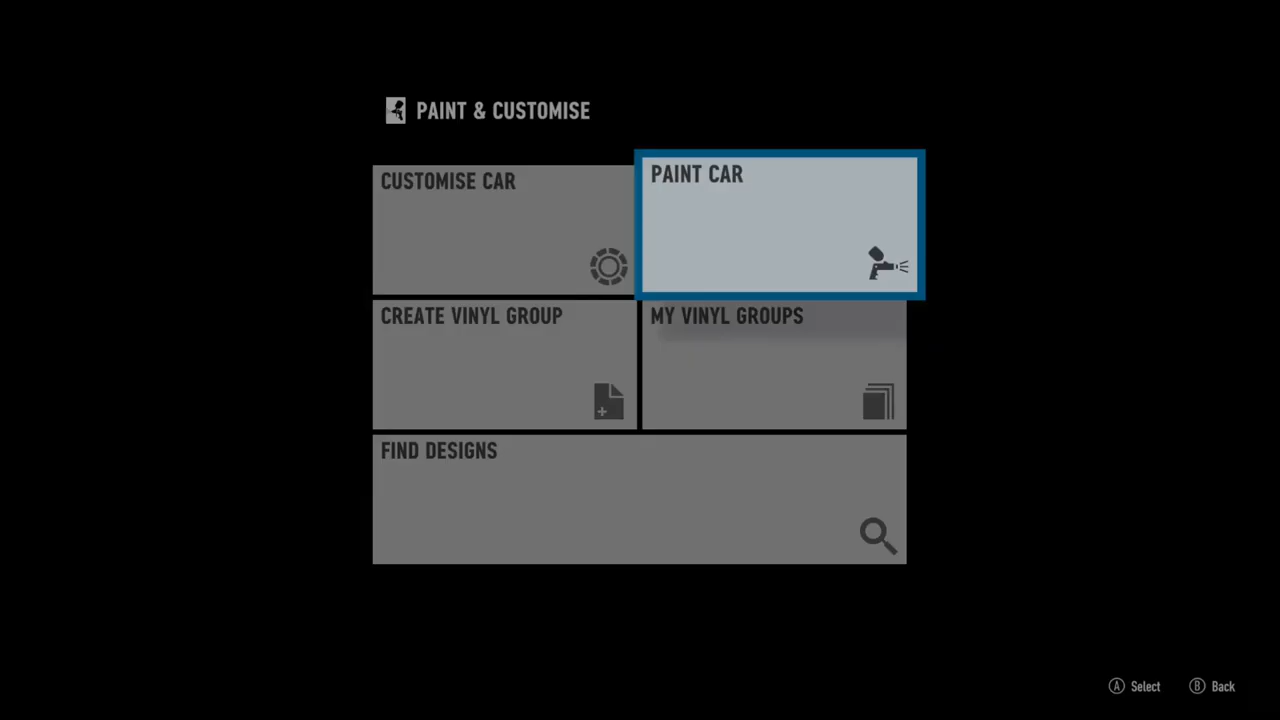 PAINT & CUSTOMISE
CUSTOMISE CAR
PAINT CAR
CREATE VINYL GROUP
MY VINYL GROUPS
FIND DESIGNS
A Select
B Back